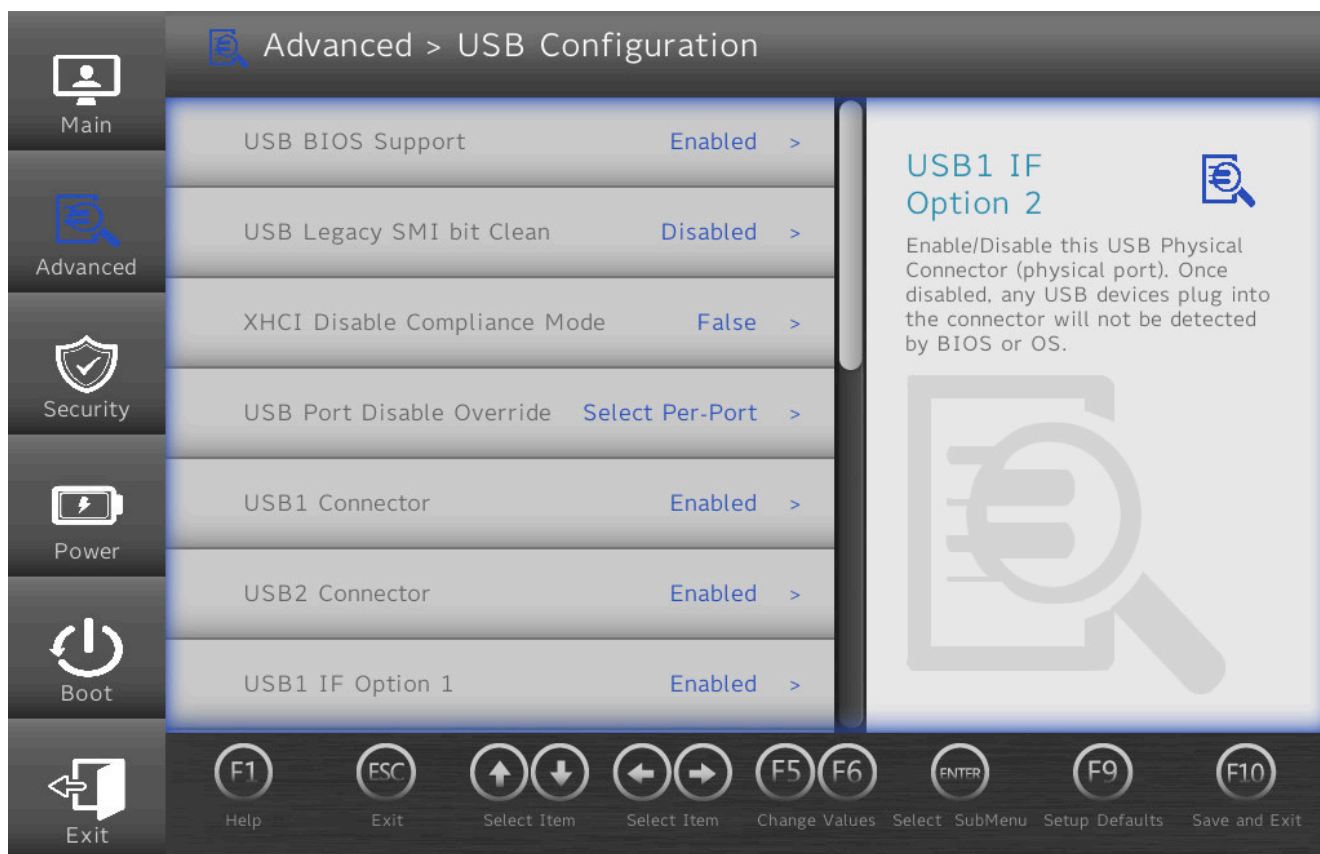 Advanced > USB Configuration
Main
Advanced
Security
Power
Boot
Exit
USB BIOS Support Enabled >
USB Legacy SMI bit Clean Disabled >
XHCI Disable Compliance Mode False >
USB Port Disable Override Select Per-Port >
USB1 Connector Enabled >
USB2 Connector Enabled >
USB1 IF Option 1 Enabled >
USB1 IF
Option 2
Enable/Disable this USB Physical
Connector (physical port). Once
disabled, any USB devices plug into
the connector will not be detected
by BIOS or OS.
F1 ESC F5 F6 ENTER F9 F10
Help Exit Select Item Select Item Change Values Select SubMenu Setup Defaults Save and Exit